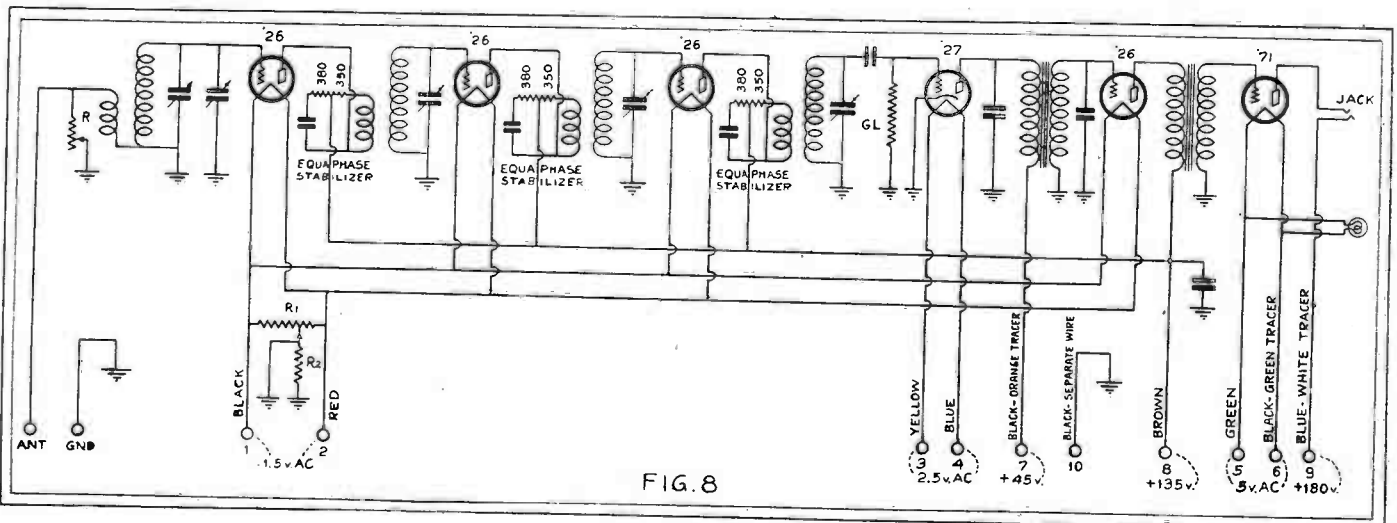 '26
'26
'26
'27
'26
'71
380
350
380
350
380
350
R
GL
JACK
EQUAPHASE
STABILIZER
EQUAPHASE
STABILIZER
EQUAPHASE
STABILIZER
R1
R2
BLACK
RED
YELLOW
BLUE
BLACK-ORANGE TRACER
BLACK-SEPARATE WIRE
BROWN
GREEN
BLACK-GREEN TRACER
BLUE-WHITE TRACER
ANT
GND
1
2
3
4
7
10
8
5
6
9
1.5 v. AC
2.5 v. AC
+45 v.
+135 v.
5 v. AC
+180 v.
FIG. 8